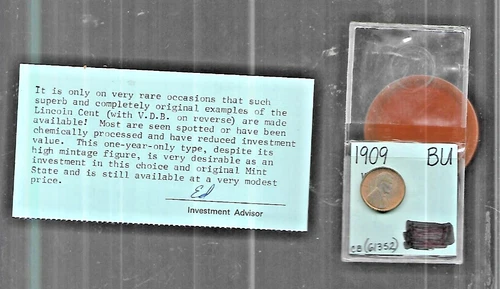 It is only on very rare occasions that such
superb and completely original examples of the
Lincoln Cent (with V.D.B. on reverse) are made
available! Most are seen spotted or have been
chemically processed and have reduced investment
value. This one-year-only type, despite its
high mintage figure, is very desirable as an
investment in this choice and original Mint
State and is still available at a very modest
price.
Ed
Investment Advisor
1909 BU
CB (61352)